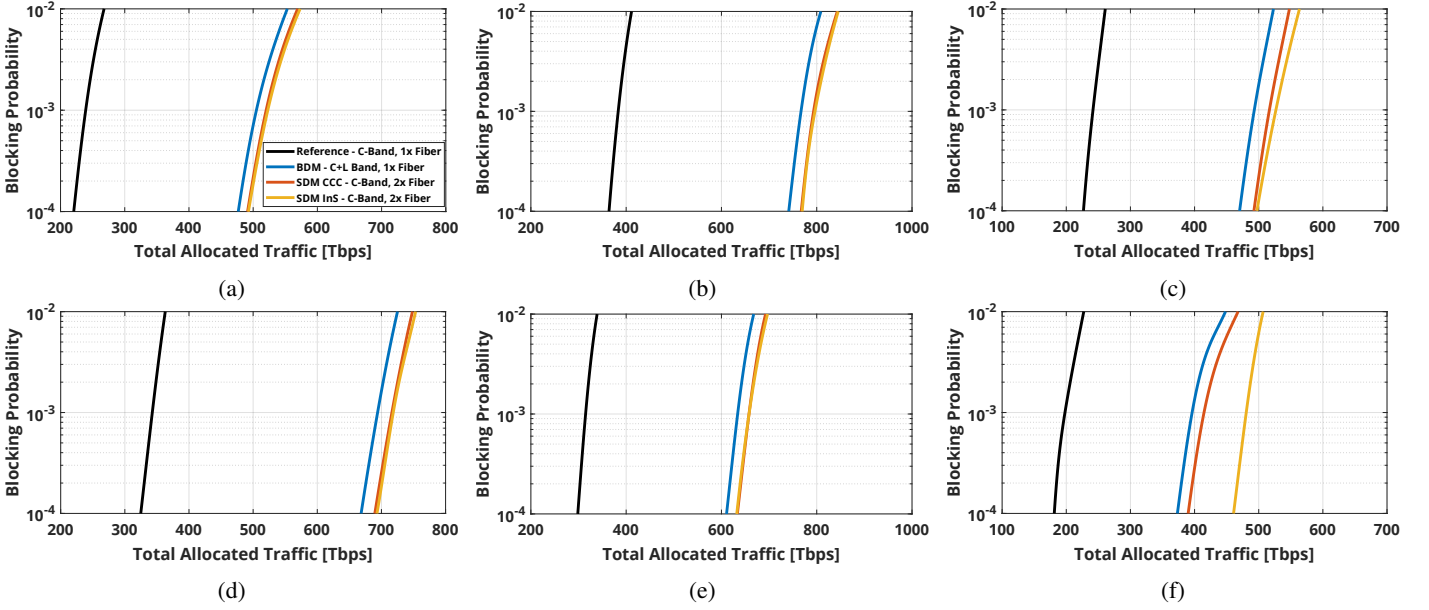 Blocking Probability
10-2
10-3
10-4
Reference - C-Band, 1x Fiber
BDM - C+L Band, 1x Fiber
SDM CCC - C-Band, 2x Fiber
SDM InS - C-Band, 2x Fiber
200 300 400 500 600 700 800
Total Allocated Traffic [Tbps]
(a)
Blocking Probability
10-2
10-3
10-4
200 400 600 800 1000
Total Allocated Traffic [Tbps]
(b)
Blocking Probability
10-2
10-3
10-4
100 200 300 400 500 600 700
Total Allocated Traffic [Tbps]
(c)
Blocking Probability
10-2
10-3
10-4
200 300 400 500 600 700 800
Total Allocated Traffic [Tbps]
(d)
Blocking Probability
10-2
10-3
10-4
200 400 600 800 1000
Total Allocated Traffic [Tbps]
(e)
Blocking Probability
10-2
10-3
10-4
100 200 300 400 500 600 700
Total Allocated Traffic [Tbps]
(f)